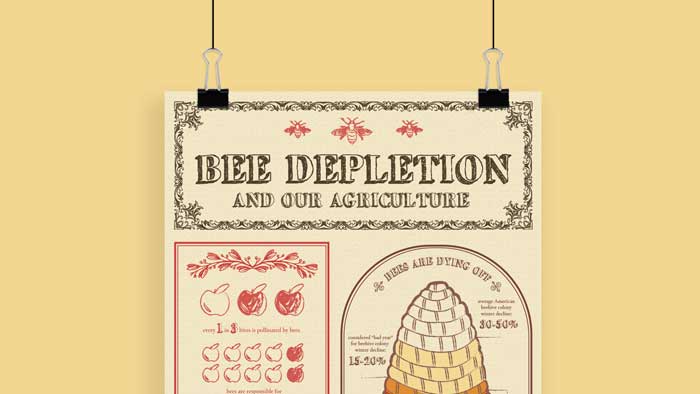 BEE DEPLETION
AND OUR AGRICULTURE
every 1 in 3 bites is pollinated by bees.
bees are responsible for
BEES ARE DYING OUT
average American
beehive colony
winter decline:
30-50%
considered "bad year"
for beehive colony
winter decline:
15-20%